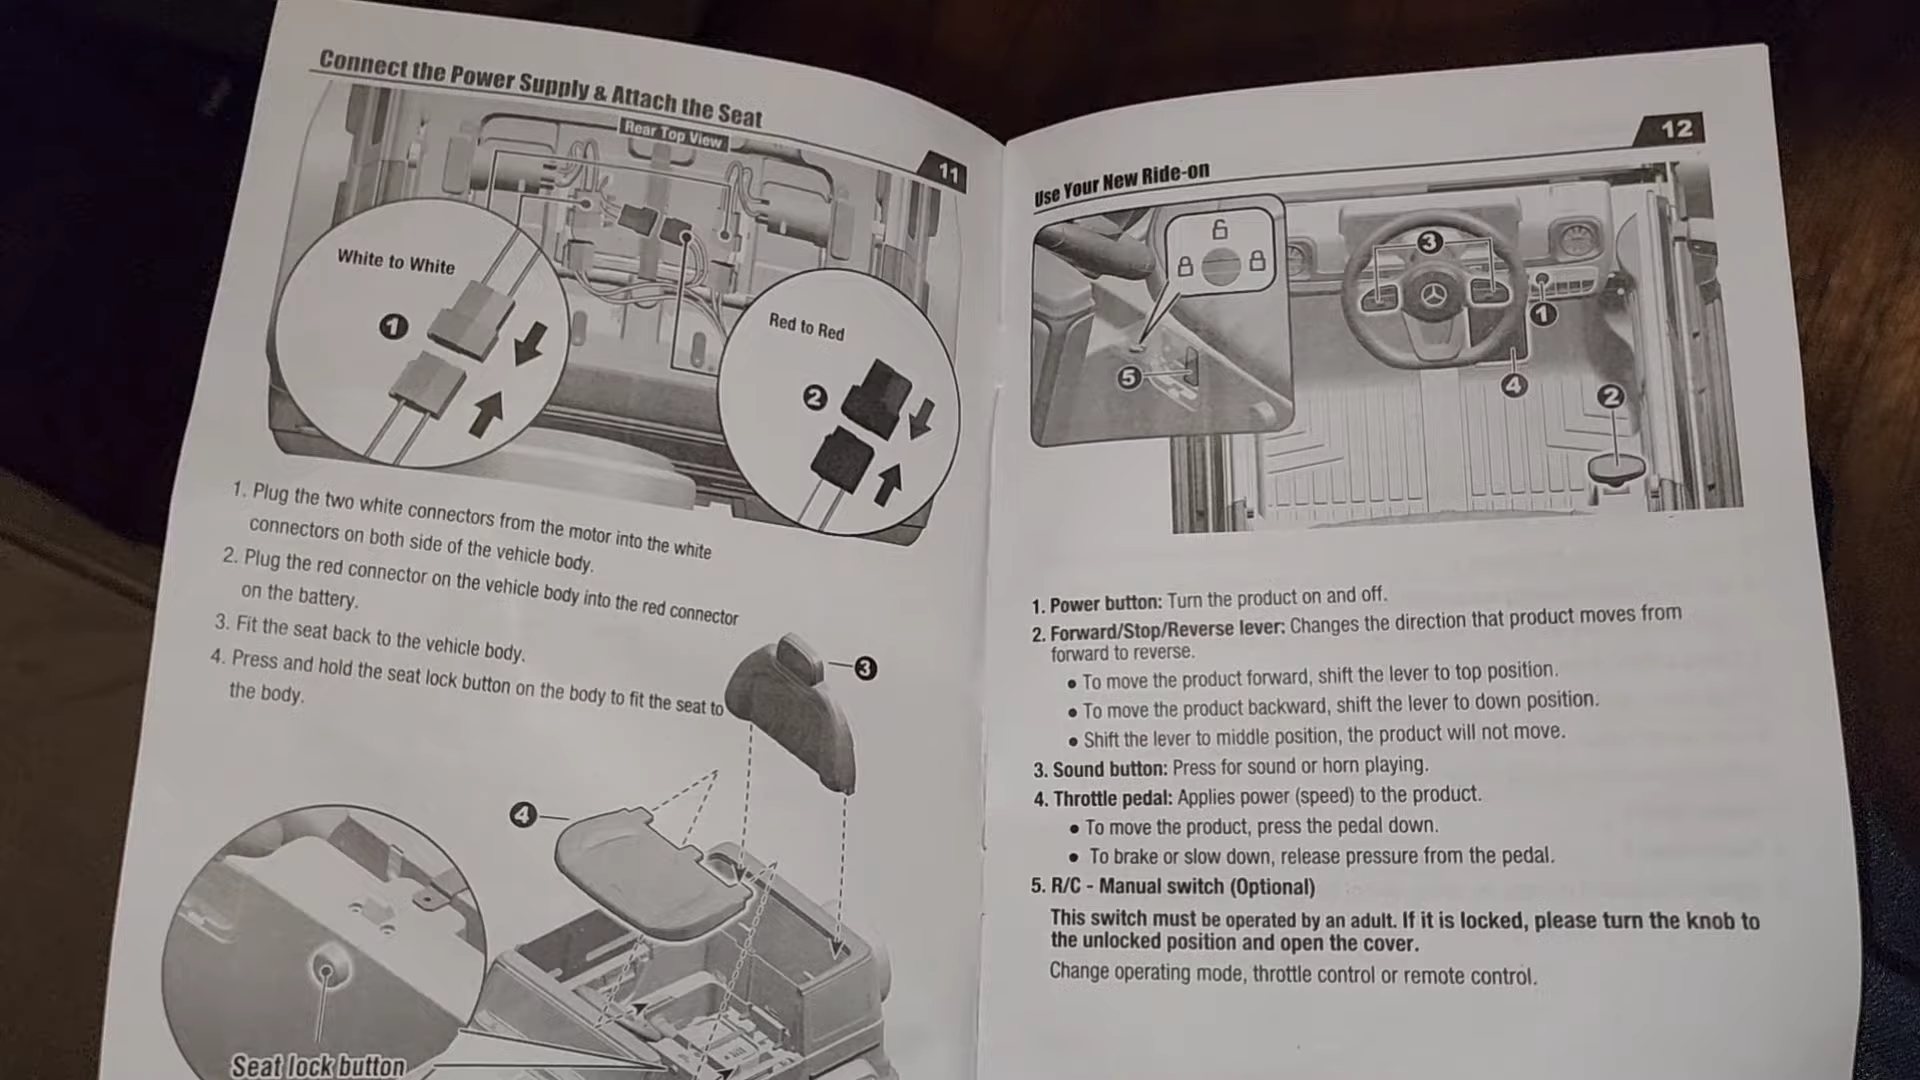 Connect the Power Supply & Attach the Seat
Rear Top View
11
White to White
1
Red to Red
2
1. Plug the two white connectors from the motor into the white
connectors on both side of the vehicle body.
2. Plug the red connector on the vehicle body into the red connector
on the battery.
3. Fit the seat back to the vehicle body.
4. Press and hold the seat lock button on the body to fit the seat to
the body.
3
4
Seat lock button
12
Use Your New Ride-on
3
1
5
4
2
1. Power button: Turn the product on and off.
2. Forward/Stop/Reverse lever: Changes the direction that product moves from
forward to reverse.
• To move the product forward, shift the lever to top position.
• To move the product backward, shift the lever to down position.
• Shift the lever to middle position, the product will not move.
3. Sound button: Press for sound or horn playing.
4. Throttle pedal: Applies power (speed) to the product.
• To move the product, press the pedal down.
• To brake or slow down, release pressure from the pedal.
5. R/C - Manual switch (Optional)
This switch must be operated by an adult. If it is locked, please turn the knob to
the unlocked position and open the cover.
Change operating mode, throttle control or remote control.